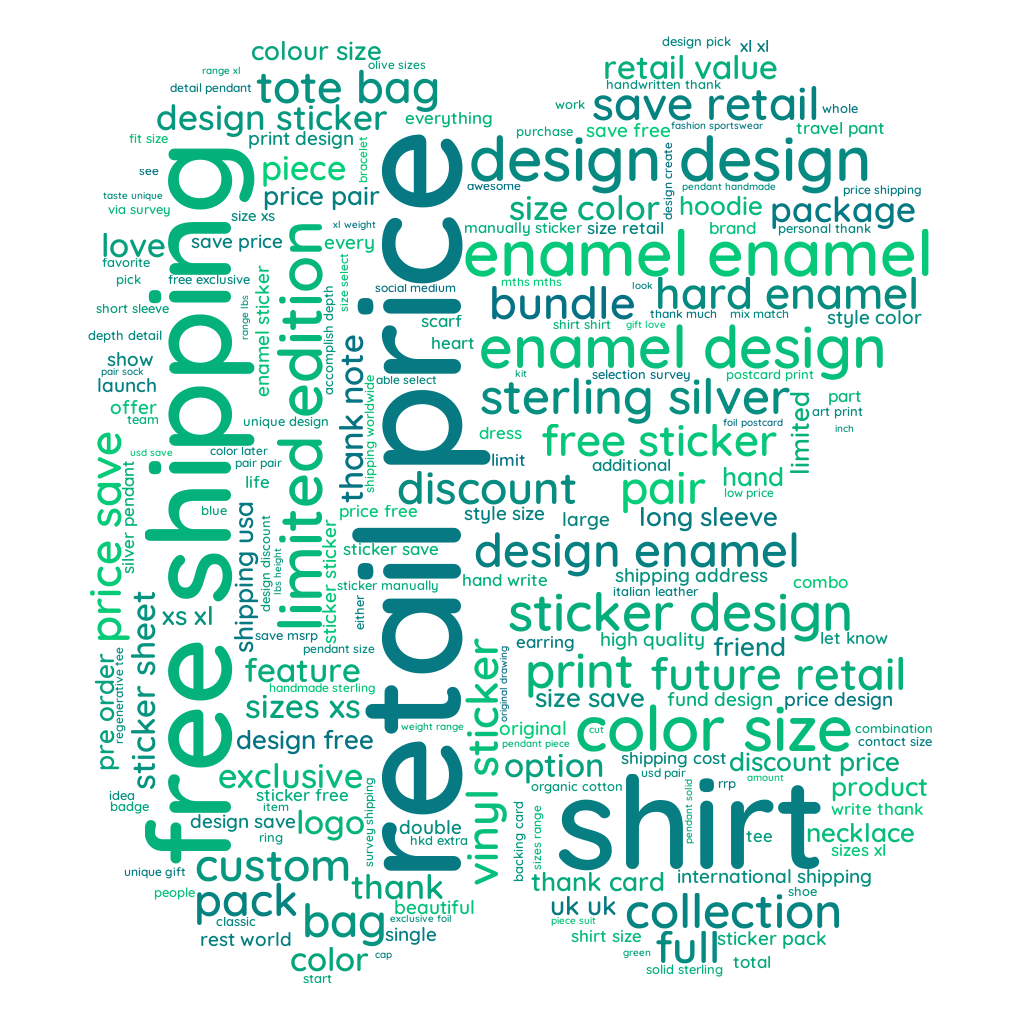 design pick
xl xl
colour size
olive sizes
range xl
retail value
detail pendant
tote bag
handwritten thank
save retail
work
whole
design sticker
everything
purchase
save free
fashion sportswear
travel pant
fit size
print design
bracelet
design
design
design create
see
piece
awesome
pendant handmade
price shipping
taste unique
price pair
size color
hoodie
package
via survey
size xs
xl weight
manually sticker
size retail
brand
personal thank
love
save price
every
enamel enamel
favorite
pick
free exclusive
size select
mths mths
look
social medium
bundle
hard enamel
short sleeve
enamel sticker
range lbs
accomplish depth
scarf
shirt shirt
gift love
thank much
mix match
style color
depth detail
heart
enamel design
show
pair sock
thank note
able select
kit
selection survey
postcard print
launch
sterling silver
part
offer
team
unique design
shipping worldwide
dress
free sticker
foil postcard
limited
art print
inch
usd save
color later
pair pair
limit
additional
hand
low price
price save
silver pendant
life
discount
pair
blue
price free
style size
large
long sleeve
shipping usa
design discount
lbs height
sticker sticker
limited edition
free shipping
retail price
sticker save
design enamel
sticker manually
hand write
shipping address
italian leather
combo
xs xl
sticker sheet
either
sticker design
save msrp
earring
high quality
friend
let know
pre order
regenerative tee
pendant size
feature
vinyl sticker
original drawing
print
future retail
handmade sterling
sizes xs
size save
fund design
price design
weight range
original
cut
color size
combination
contact size
design free
pendant piece
exclusive
option
shipping cost
usd pair
discount price
idea
badge
sticker free
item
survey shipping
organic cotton
rrp
amount
product
design save
logo
double
hkd extra
backing card
sizes range
shirt
pendant solid
tee
write thank
necklace
sizes xl
ring
custom
unique gift
thank
thank card
international shipping
people
pack
beautiful
uk uk
shoe
classic
bag
exclusive foil
piece suit
collection
rest world
single
shirt size
full
sticker pack
color
cap
green
total
start
solid sterling